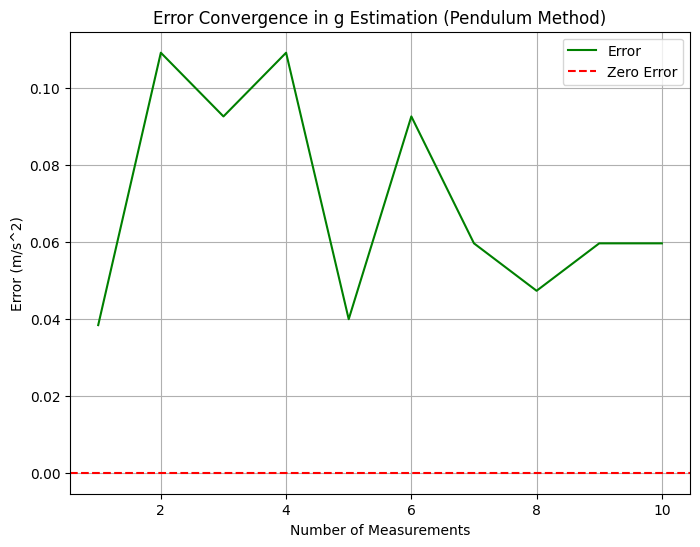 Error Convergence in g Estimation (Pendulum Method)
Error
Zero Error
0.10
0.08
0.06
0.04
0.02
0.00
Error (m/s^2)
2 4 6 8 10
Number of Measurements